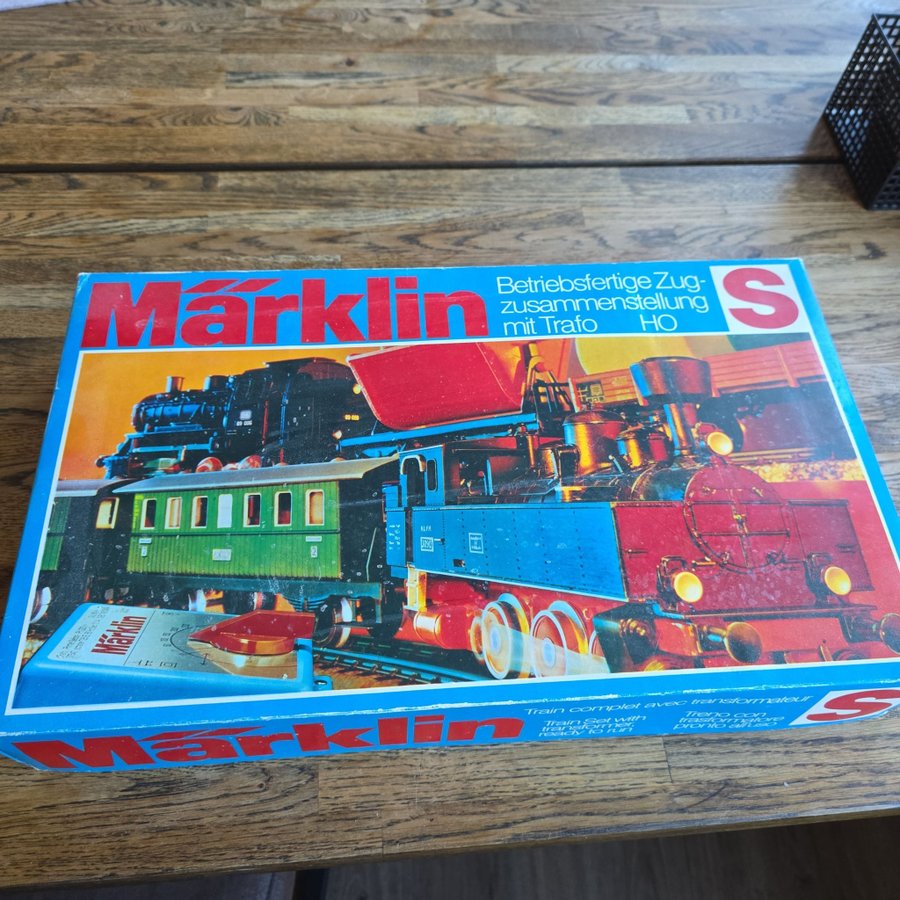 Märklin
Betriebsfertige Zug-
zusammenstellung
mit Trafo HO
S
Märklin
Märklin
Train complet avec transformateur
Train Set with
transformer
ready to run
Treno con
trasformatore
pronto all'uso
S